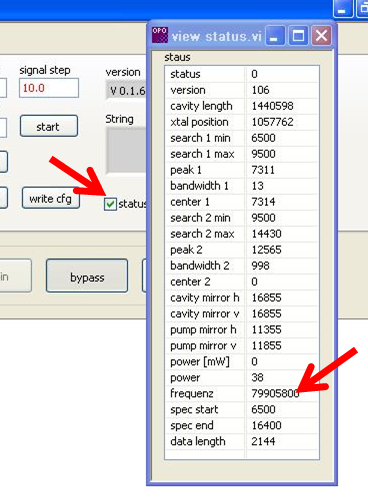 OPO view status.vi
signal step
10.0
version
V 0.1.6
start
String
write cfg
status
in
bypass
staus
status 0
version 106
cavity length 1440598
xtal position 1057762
search 1 min 6500
search 1 max 9500
peak 1 7311
bandwidth 1 13
center 1 7314
search 2 min 9500
search 2 max 14430
peak 2 12565
bandwidth 2 998
center 2 0
cavity mirror h 16855
cavity mirror v 16855
pump mirror h 11355
pump mirror v 11855
power [mW] 0
power 38
frequenz 79905800
spec start 6500
spec end 16400
data length 2144